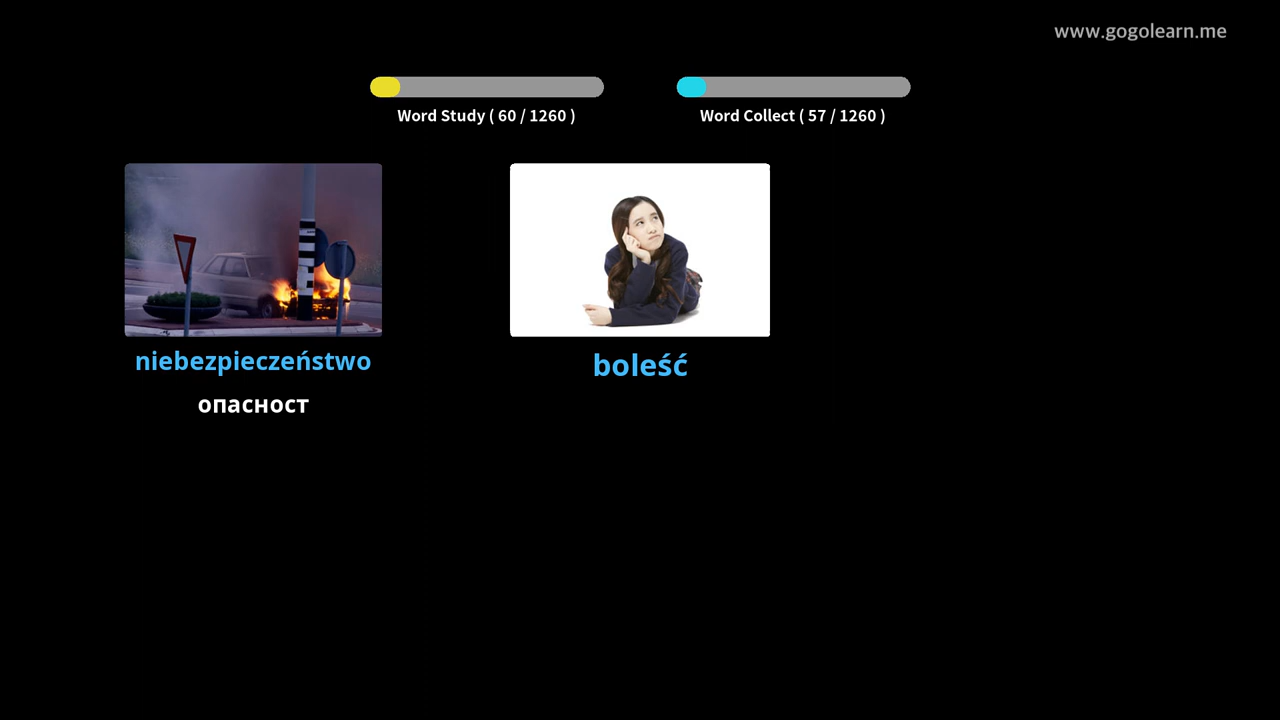 www.gogolearn.me
Word Study ( 60 / 1260 )
Word Collect ( 57 / 1260 )
niebezpieczeństwo
опасност
boleść